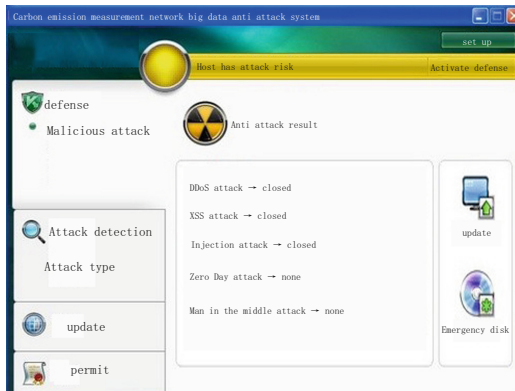 Carbon emission measurement network big data anti attack system
set up
Host has attack risk
Activate defense
defense
Malicious attack
Anti attack result
DDoS attack → closed
XSS attack → closed
Injection attack → closed
Zero Day attack → none
Man in the middle attack → none
update
Emergency disk
Attack detection
Attack type
update
permit